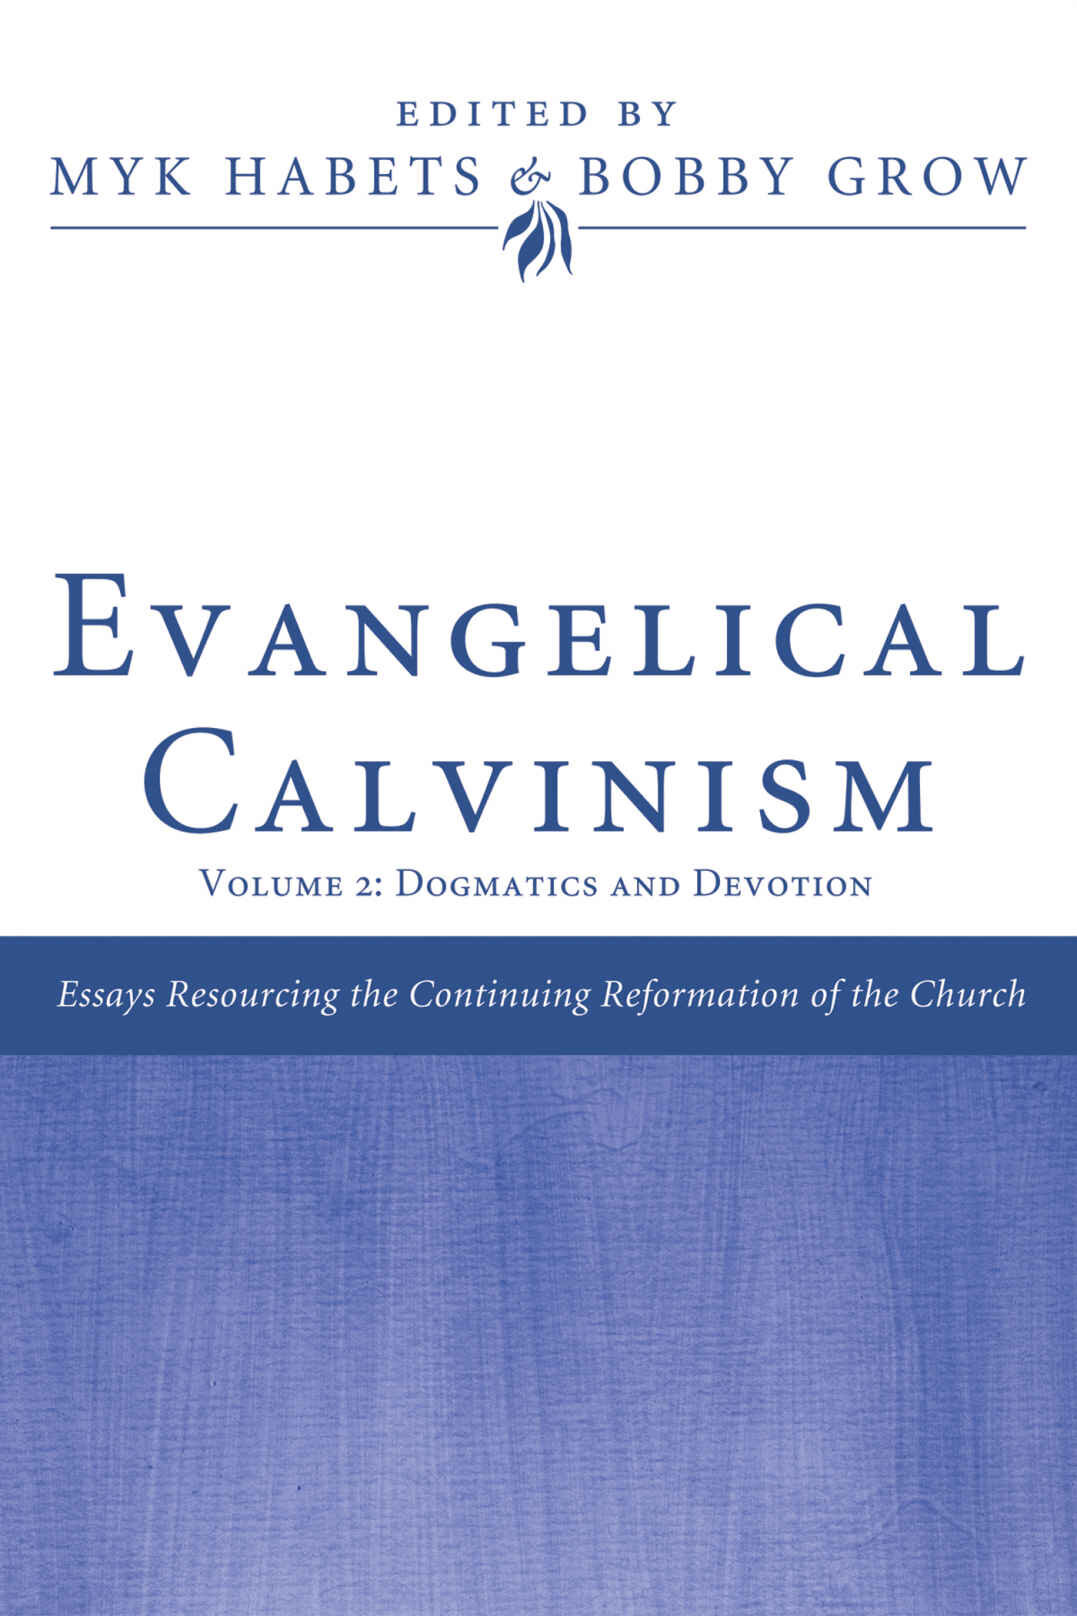 EDITED BY
MYK HABETS & BOBBY GROW
EVANGELICAL
CALVINISM
VOLUME 2: DOGMATICS AND DEVOTION
Essays Resourcing the Continuing Reformation of the Church